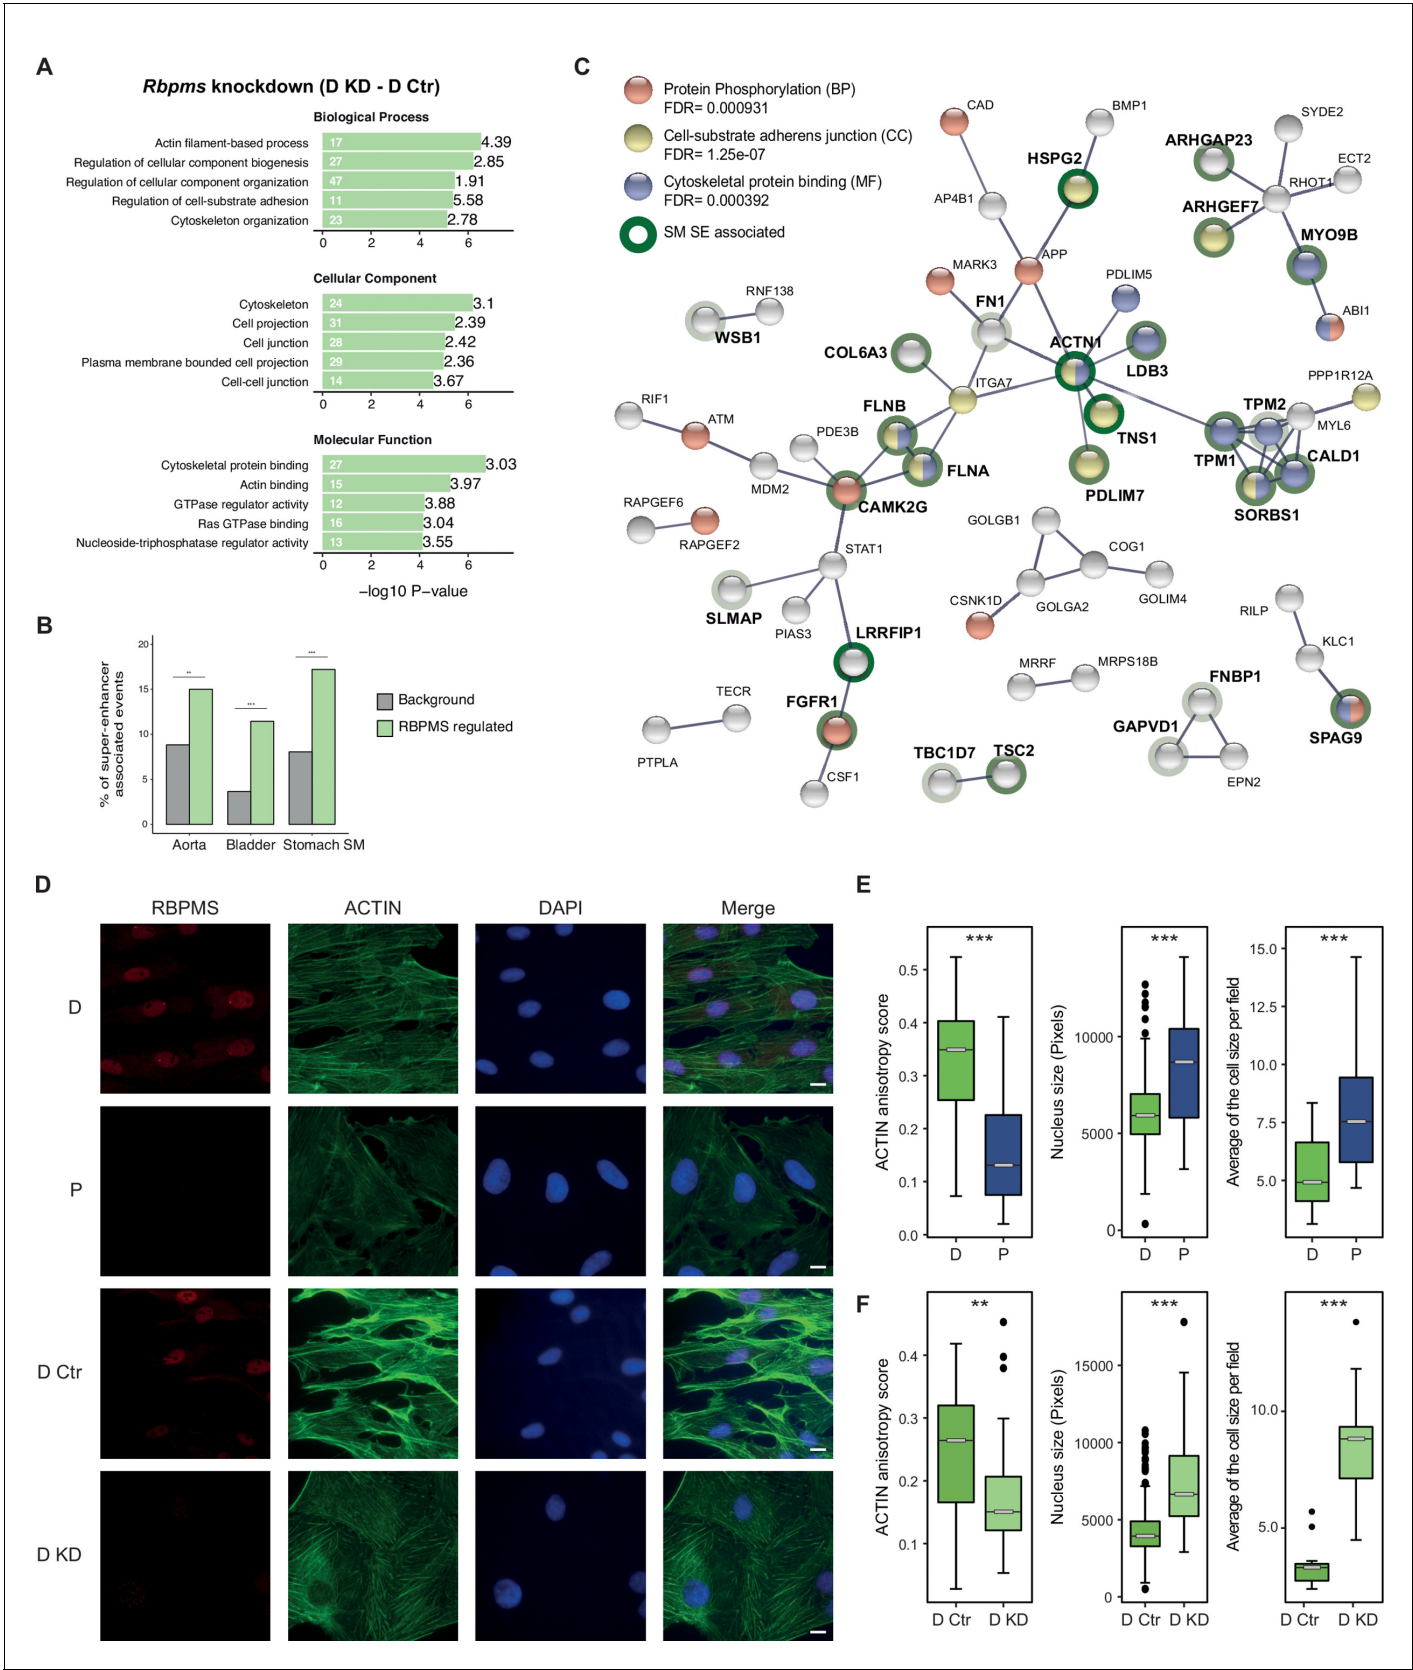 A
Rbpms knockdown (D KD - D Ctr)
Biological Process
Actin filament-based process 17 4.39
Regulation of cellular component biogenesis 27 2.85
Regulation of cellular component organization 47 1.91
Regulation of cell-substrate adhesion 11 5.58
Cytoskeleton organization 23 2.78
0 2 4 6
Cellular Component
Cytoskeleton 24 3.1
Cell projection 31 2.39
Cell junction 28 2.42
Plasma membrane bounded cell projection 29 2.36
Cell-cell junction 14 3.67
0 2 4 6
Molecular Function
Cytoskeletal protein binding 27 3.03
Actin binding 15 3.97
GTPase regulator activity 12 3.88
Ras GTPase binding 16 3.04
Nucleoside-triphosphatase regulator activity 13 3.55
0 2 4 6
−log10 P−value
B
% of super-enhancer
associated events
20
15
10
5
0
**
***
***
Aorta Bladder Stomach SM
Background
RBPMS regulated
C
Protein Phosphorylation (BP)
FDR= 0.000931
Cell-substrate adherens junction (CC)
FDR= 1.25e-07
Cytoskeletal protein binding (MF)
FDR= 0.000392
SM SE associated
CAD
BMP1
HSPG2
AP4B1
MARK3
APP
PDLIM5
FN1
ACTN1
LDB3
RNF138
WSB1
COL6A3
ITGA7
TNS1
PDLIM7
RIF1
ATM
FLNB
PDE3B
FLNA
MDM2
CAMK2G
RAPGEF6
RAPGEF2
STAT1
SLMAP
PIAS3
LRRFIP1
FGFR1
CSF1
TECR
PTPLA
SYDE2
ARHGAP23
ECT2
RHOT1
ARHGEF7
MYO9B
ABI1
PPP1R12A
TPM2
MYL6
TPM1
CALD1
SORBS1
GOLGB1
COG1
CSNK1D
GOLGA2
GOLIM4
RILP
KLC1
SPAG9
MRRF
MRPS18B
FNBP1
GAPVD1
EPN2
TBC1D7
TSC2
D
RBPMS ACTIN DAPI Merge
D
P
D Ctr
D KD
E
ACTIN anisotropy score
0.5
0.4
0.3
0.2
0.1
0.0
***
D P
Nucleus size (Pixels)
10000
5000
0
***
D P
Average of the cell size per field
15.0
12.5
10.0
7.5
5.0
***
D P
F
ACTIN anisotropy score
0.4
0.3
0.2
0.1
**
D Ctr D KD
Nucleus size (Pixels)
15000
10000
5000
0
***
D Ctr D KD
Average of the cell size per field
10.0
5.0
***
D Ctr D KD